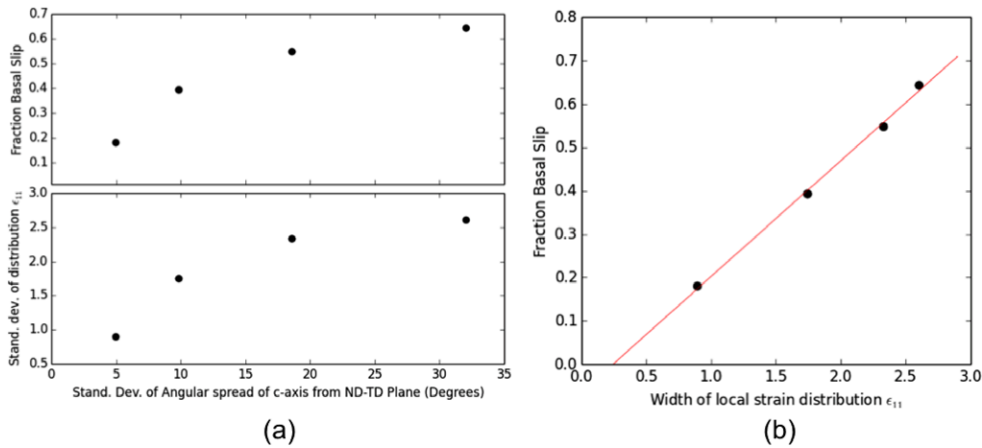 0.7
0.6
0.5
0.4
0.3
0.2
0.1
Fraction Basal Slip
3.0
2.5
2.0
1.5
1.0
0.5
Stand. dev. of distribution ϵ₁₁
0 5 10 15 20 25 30 35
Stand. Dev. of Angular spread of c-axis from ND-TD Plane (Degrees)
(a)
0.8
0.7
0.6
0.5
0.4
0.3
0.2
0.1
0.0
Fraction Basal Slip
0.0 0.5 1.0 1.5 2.0 2.5 3.0
Width of local strain distribution ϵ₁₁
(b)